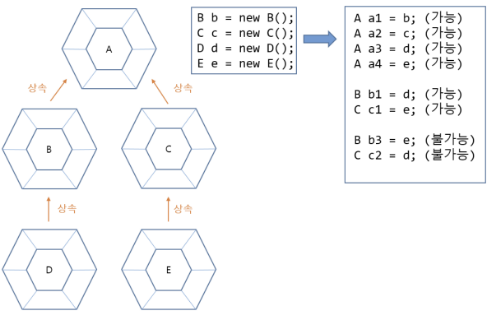 A
B b = new B();
C c = new C();
D d = new D();
E e = new E();
A a1 = b; (가능)
A a2 = c; (가능)
A a3 = d; (가능)
A a4 = e; (가능)
B b1 = d; (가능)
C c1 = e; (가능)
B b3 = e; (불가능)
C c2 = d; (불가능)
상속
상속
B
C
상속
상속
D
E